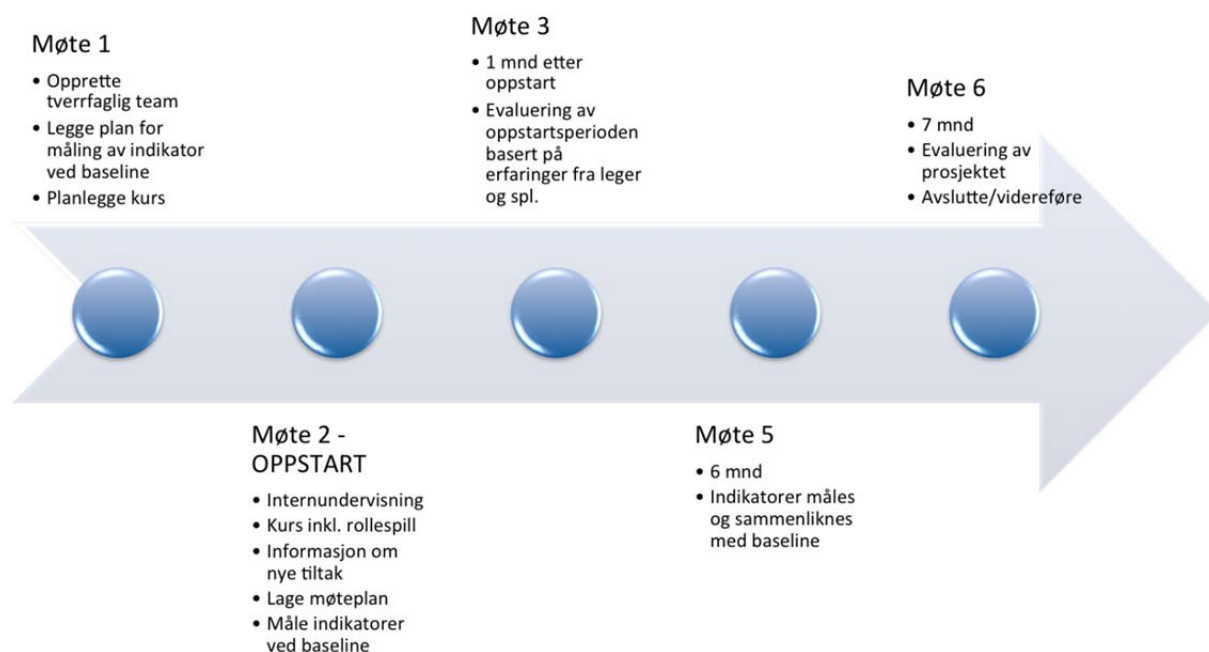 Møte 1
• Opprette
tverrfaglig team
• Legge plan for
måling av indikator
ved baseline
• Planlegge kurs
Møte 2 -
OPPSTART
• Internundervisning
• Kurs inkl. rollespill
• Informasjon om
nye tiltak
• Lage møteplan
• Måle indikatorer
ved baseline
Møte 3
• 1 mnd etter
oppstart
• Evaluering av
oppstartsperioden
basert på
erfaringer fra leger
og spl.
Møte 5
• 6 mnd
• Indikatorer måles
og sammenliknes
med baseline
Møte 6
• 7 mnd
• Evaluering av
prosjektet
• Avslutte/videreføre